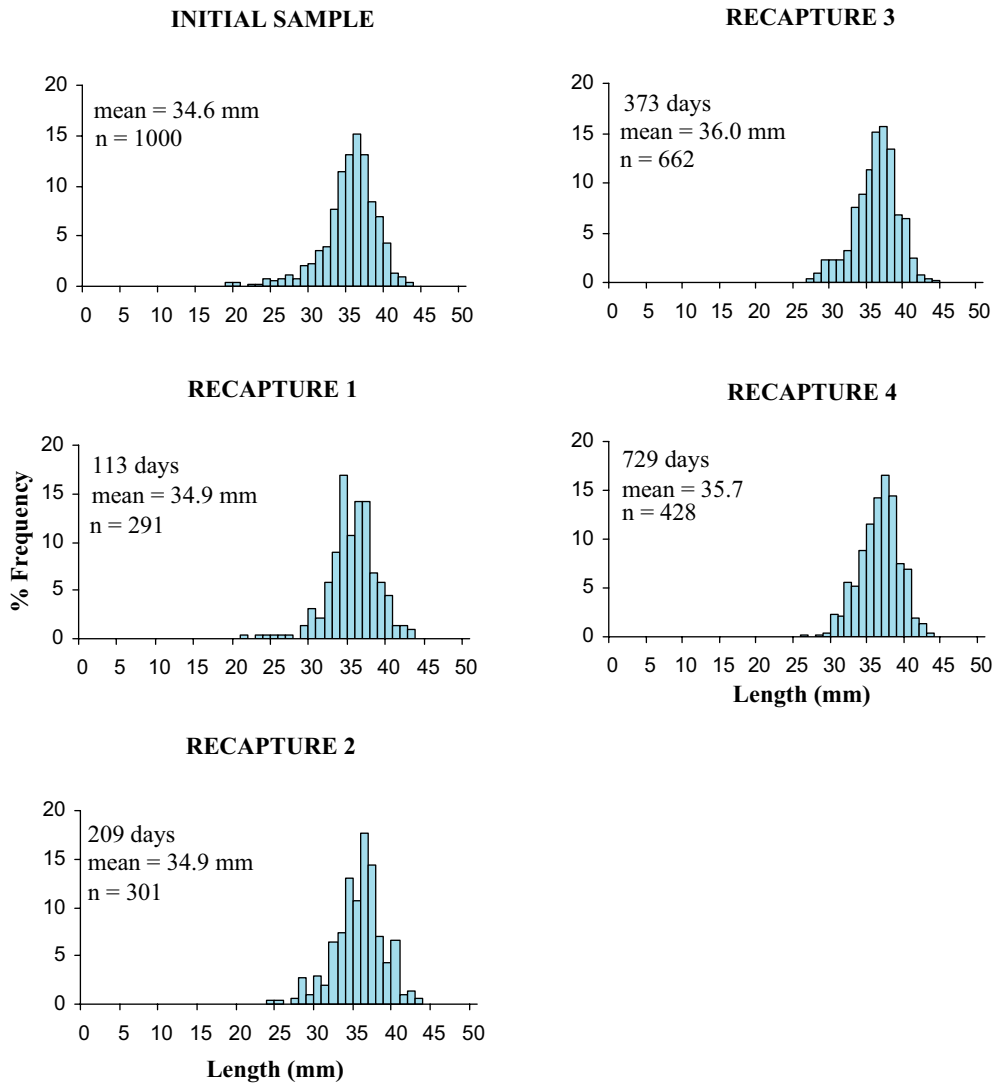 INITIAL SAMPLE
20
15
10
5
0
mean = 34.6 mm
n = 1000
0 5 10 15 20 25 30 35 40 45 50
RECAPTURE 1
% Frequency
20
15
10
5
0
113 days
mean = 34.9 mm
n = 291
0 5 10 15 20 25 30 35 40 45 50
RECAPTURE 2
20
15
10
5
0
209 days
mean = 34.9 mm
n = 301
0 5 10 15 20 25 30 35 40 45 50
Length (mm)
RECAPTURE 3
20
15
10
5
0
373 days
mean = 36.0 mm
n = 662
0 5 10 15 20 25 30 35 40 45 50
RECAPTURE 4
20
15
10
5
0
729 days
mean = 35.7
n = 428
0 5 10 15 20 25 30 35 40 45 50
Length (mm)